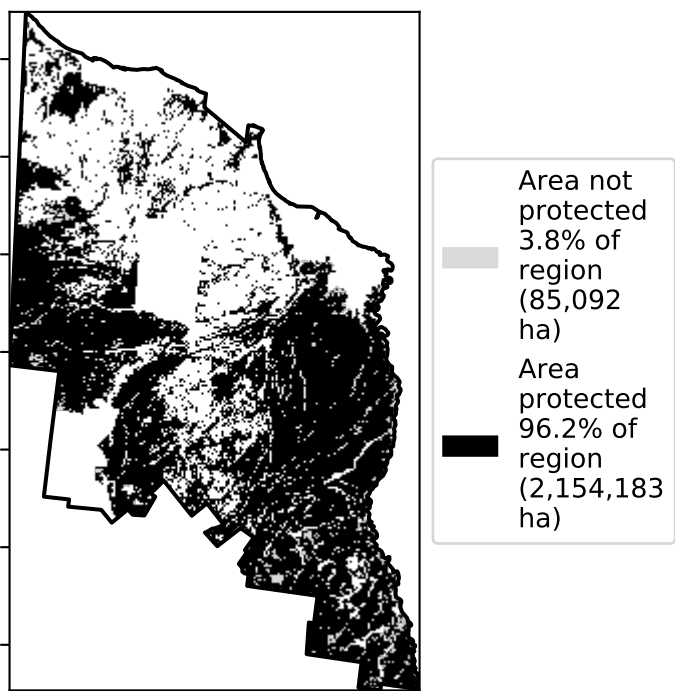 Area not
protected
3.8% of
region
(85,092
ha)
Area
protected
96.2% of
region
(2,154,183
ha)